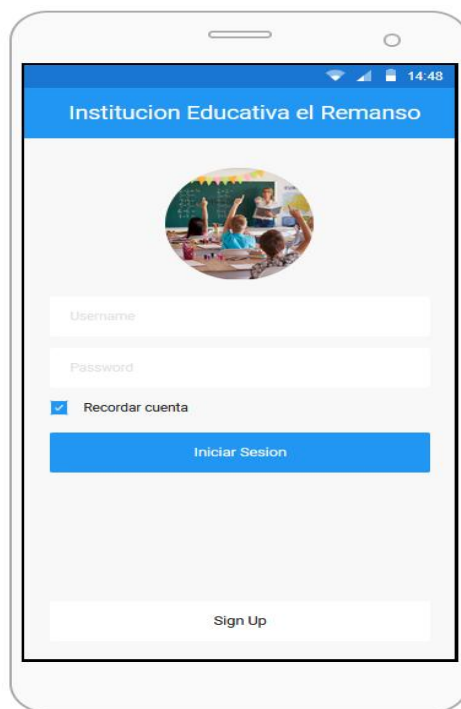 14:48
Institucion Educativa el Remanso
Username
Password
Recordar cuenta
Iniciar Sesion
Sign Up